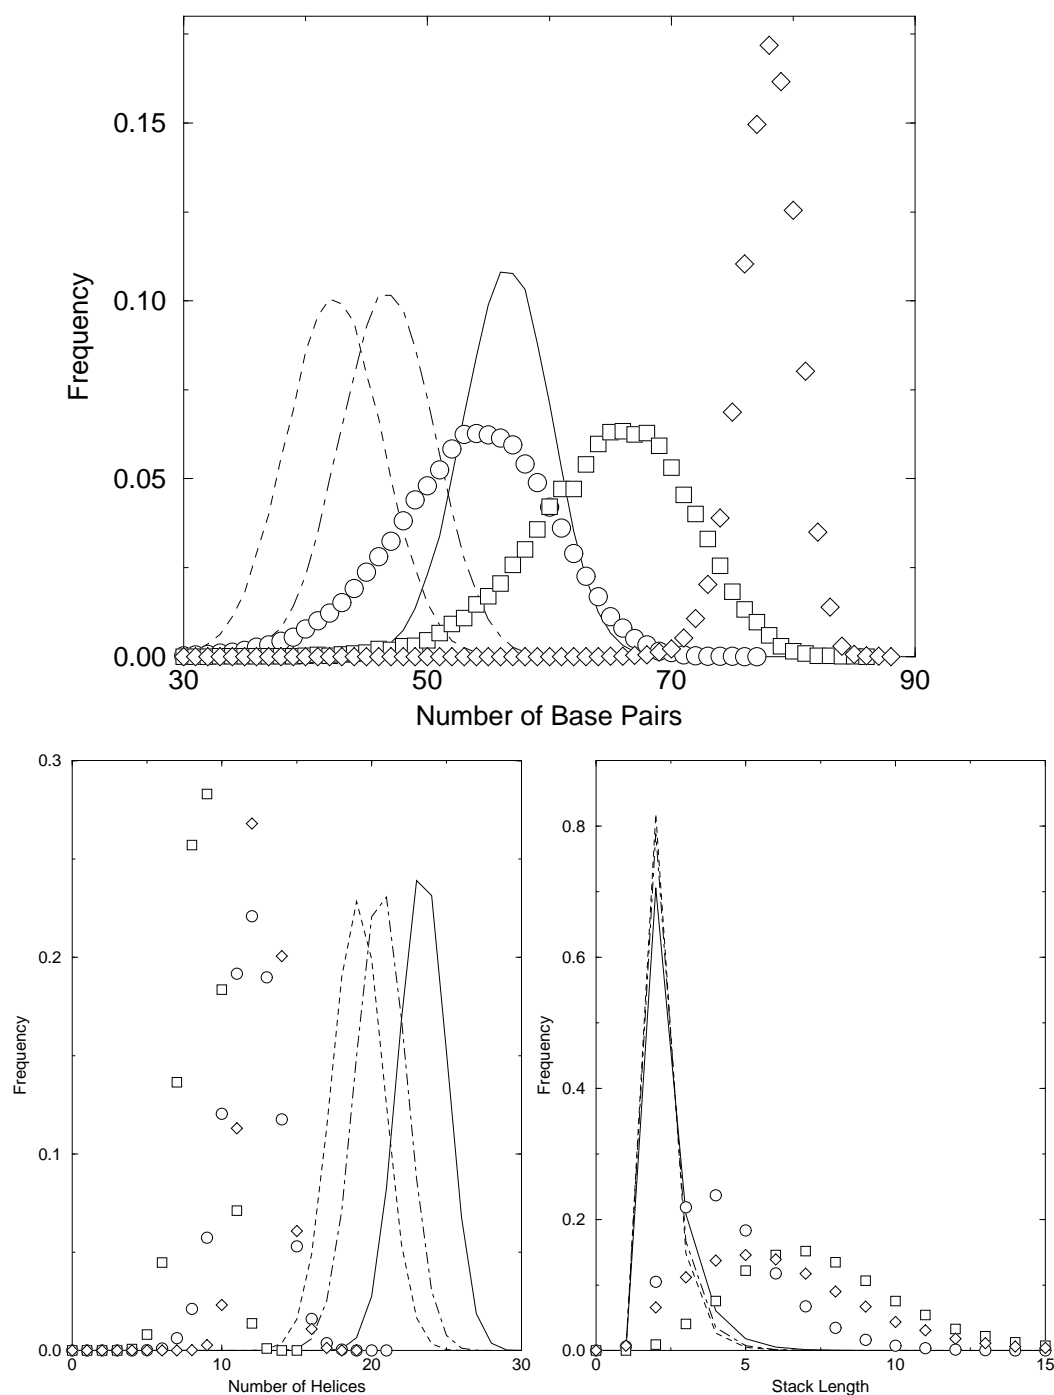 0.15
0.10
0.05
0.00
Frequency
30 50 70 90
Number of Base Pairs
0.3
0.2
0.1
0.0
Frequency
0 10 20 30
Number of Helices
0.8
0.6
0.4
0.2
0.0
Frequency
0 5 10 15
Stack Length